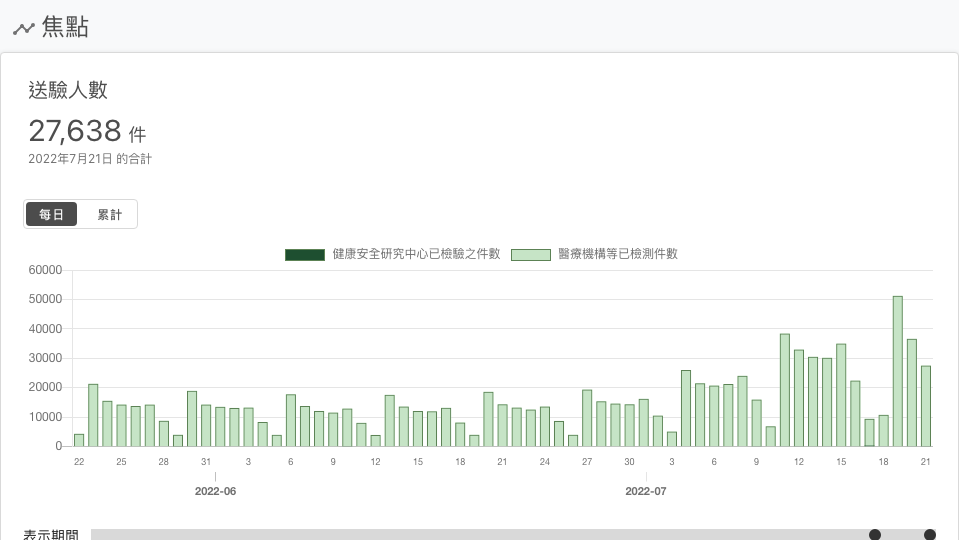 焦點
送驗人數
27,638 件
2022年7月21日 的合計
每日 累計
健康安全研究中心已檢驗之件數 醫療機構等已檢測件數
60000
50000
40000
30000
20000
10000
0
22 25 28 31 3 6 9 12 15 18 21 24 27 30 3 6 9 12 15 18 21
2022-06 2022-07
表示期間